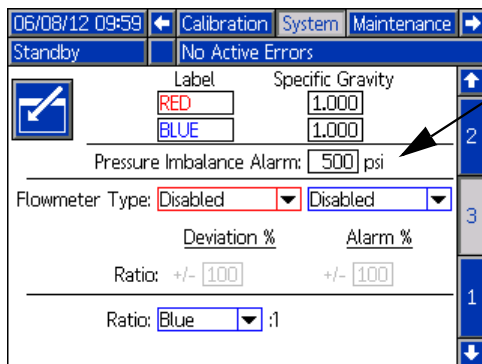 06/08/12 09:59 Calibration System Maintenance
Standby No Active Errors
Label Specific Gravity
RED 1.000
BLUE 1.000
2
Pressure Imbalance Alarm: 500 psi
Flowmeter Type: Disabled Disabled
3
Deviation % Alarm %
Ratio: +/- 100 +/- 100
1
Ratio: Blue :1